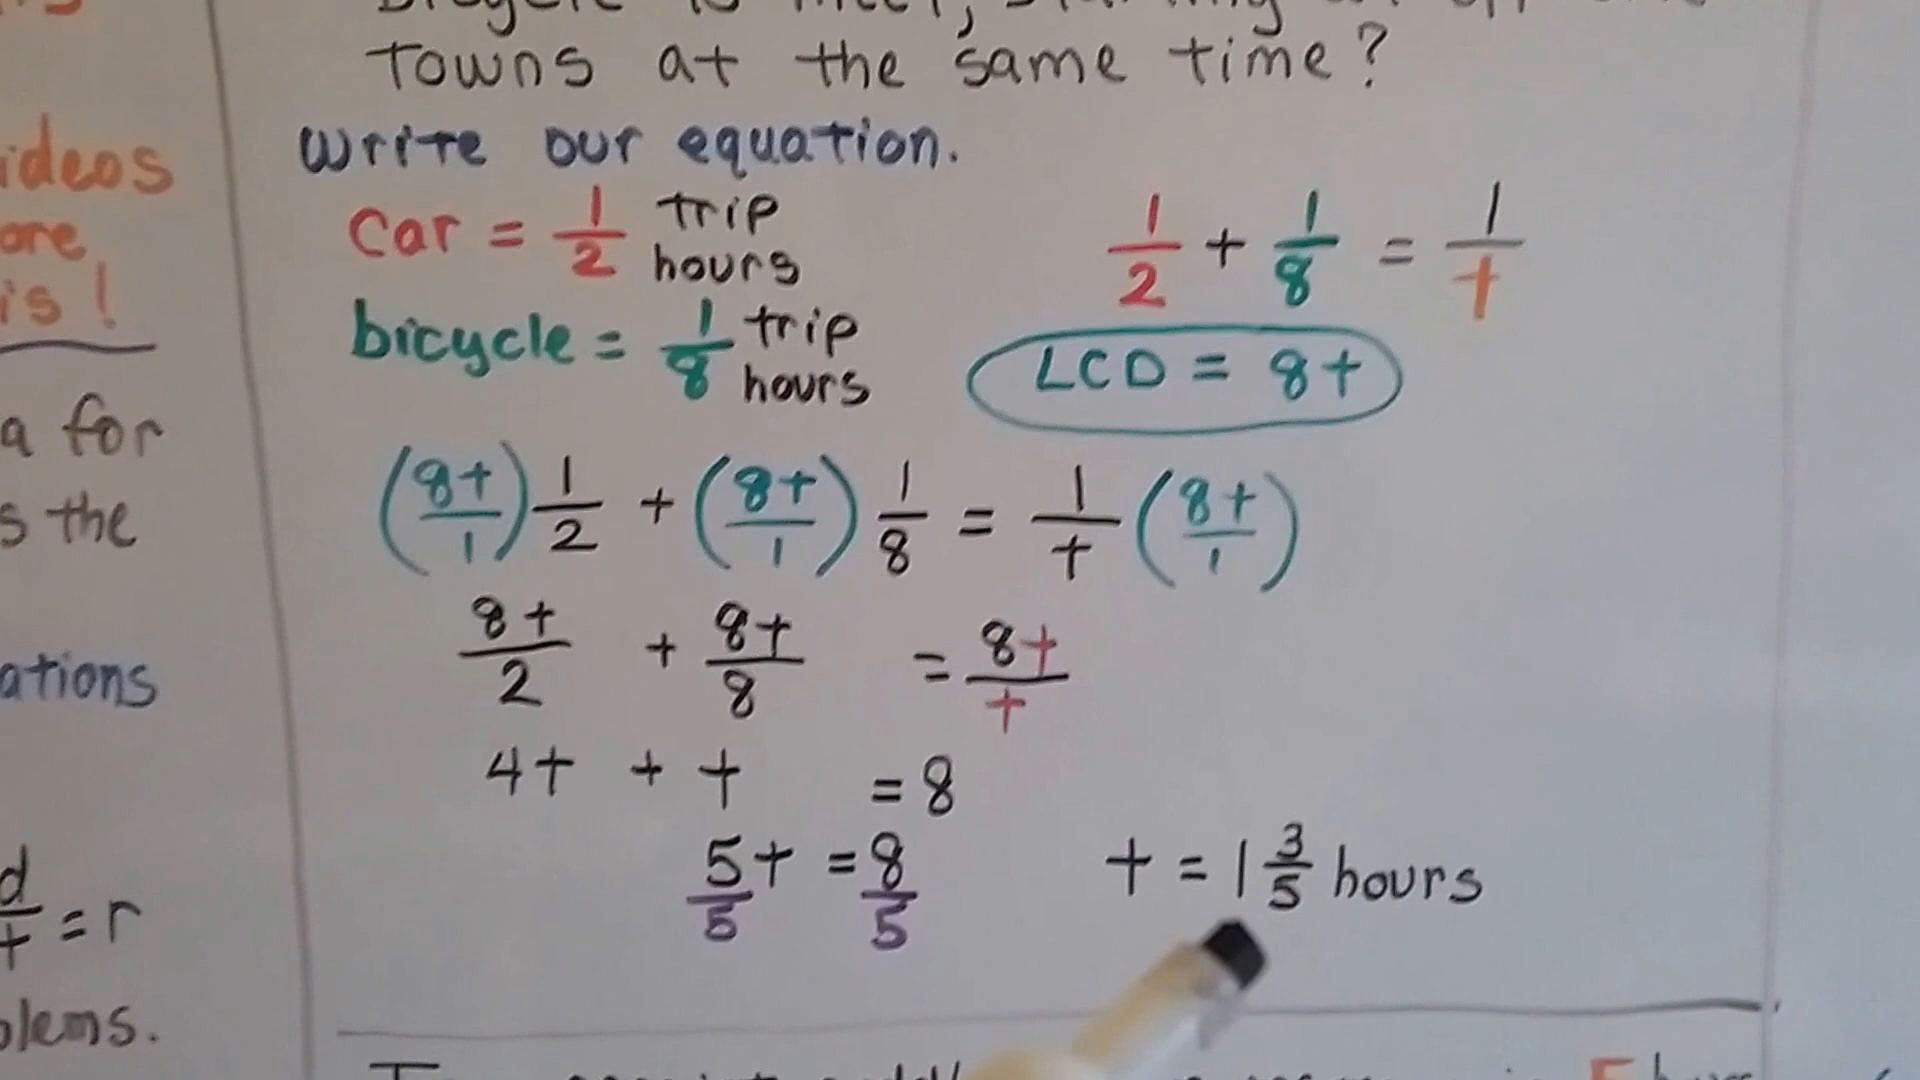 towns at the same time?
Write our equation.
car = 1/2 trip hours
1/2 + 1/8 = 1/t
bicycle = 1/8 trip hours
LCD = 8t
(8t/1) 1/2 + (8t/1) 1/8 = 1/t (8t/1)
8t/2 + 8t/8 = 8t/t
4t + t = 8
5t/5 = 8/5
t = 1 3/5 hours
ideos
are
is!
a for
s the
ations
d/t = r
blems.